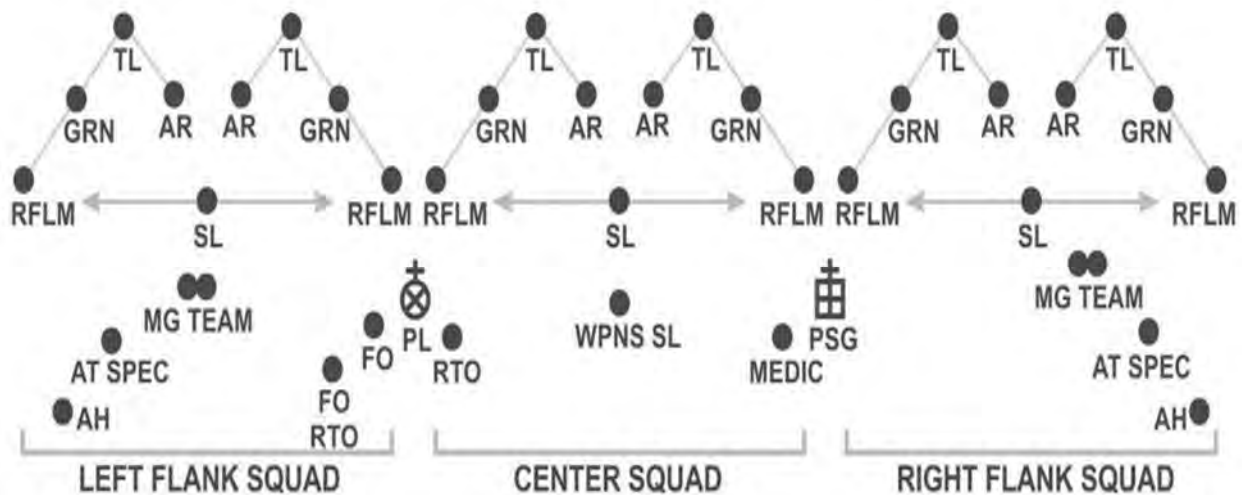 TL TL TL TL TL TL
GRN AR AR GRN GRN AR AR GRN GRN AR AR GRN
RFLM RFLM RFLM RFLM RFLM RFLM
SL SL SL
MG TEAM MG TEAM
PL WPNS SL PSG
FO RTO MEDIC
AT SPEC AT SPEC
FO
RTO
AH AH
LEFT FLANK SQUAD CENTER SQUAD RIGHT FLANK SQUAD